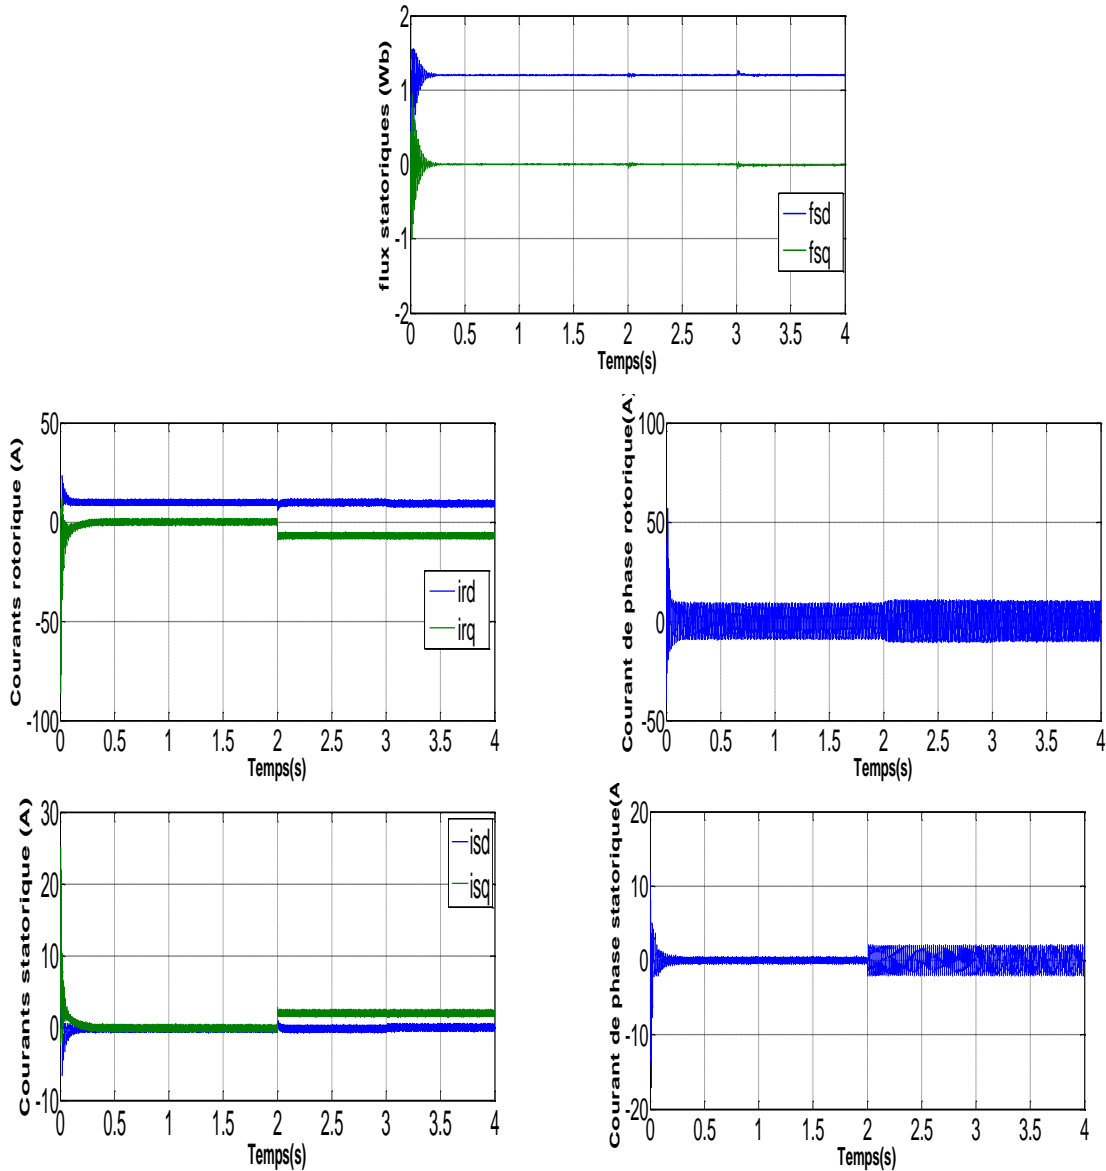 flux statoriques (Wb)
2
1
0
-1
-2
fsd
fsq
0 0.5 1 1.5 2 2.5 3 3.5 4
Temps(s)
Courants rotorique (A)
50
0
-50
-100
ird
irq
0 0.5 1 1.5 2 2.5 3 3.5 4
Temps(s)
Courant de phase rotorique(A)
100
50
0
-50
0 0.5 1 1.5 2 2.5 3 3.5 4
Temps(s)
Courants statorique (A)
30
20
10
0
-10
isd
isq
0 0.5 1 1.5 2 2.5 3 3.5 4
Temps(s)
Courant de phase statorique(A
20
10
0
-10
-20
0 0.5 1 1.5 2 2.5 3 3.5 4
Temps(s)